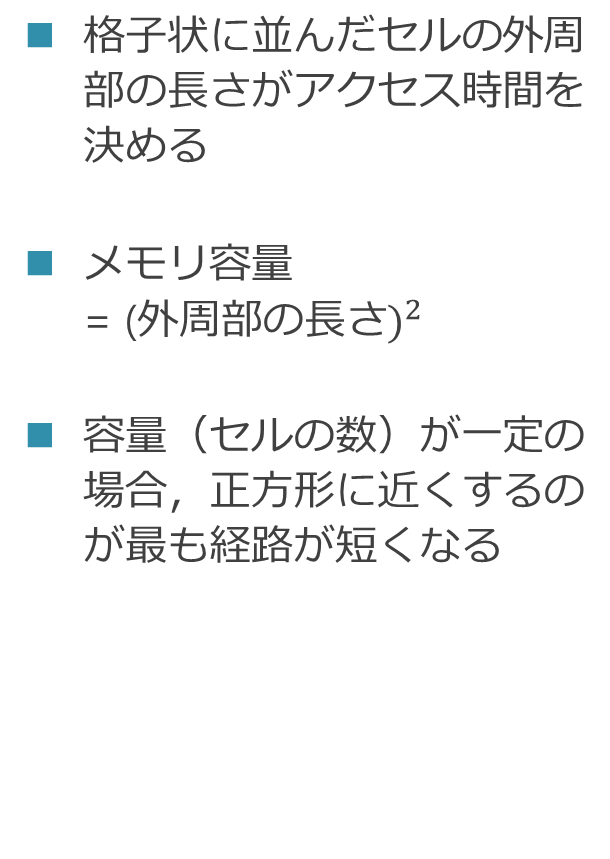 ■ 格子状に並んだセルの外周
部の長さがアクセス時間を
決める
■ メモリ容量
= (外周部の長さ)²
■ 容量（セルの数）が一定の
場合，正方形に近くするの
が最も経路が短くなる